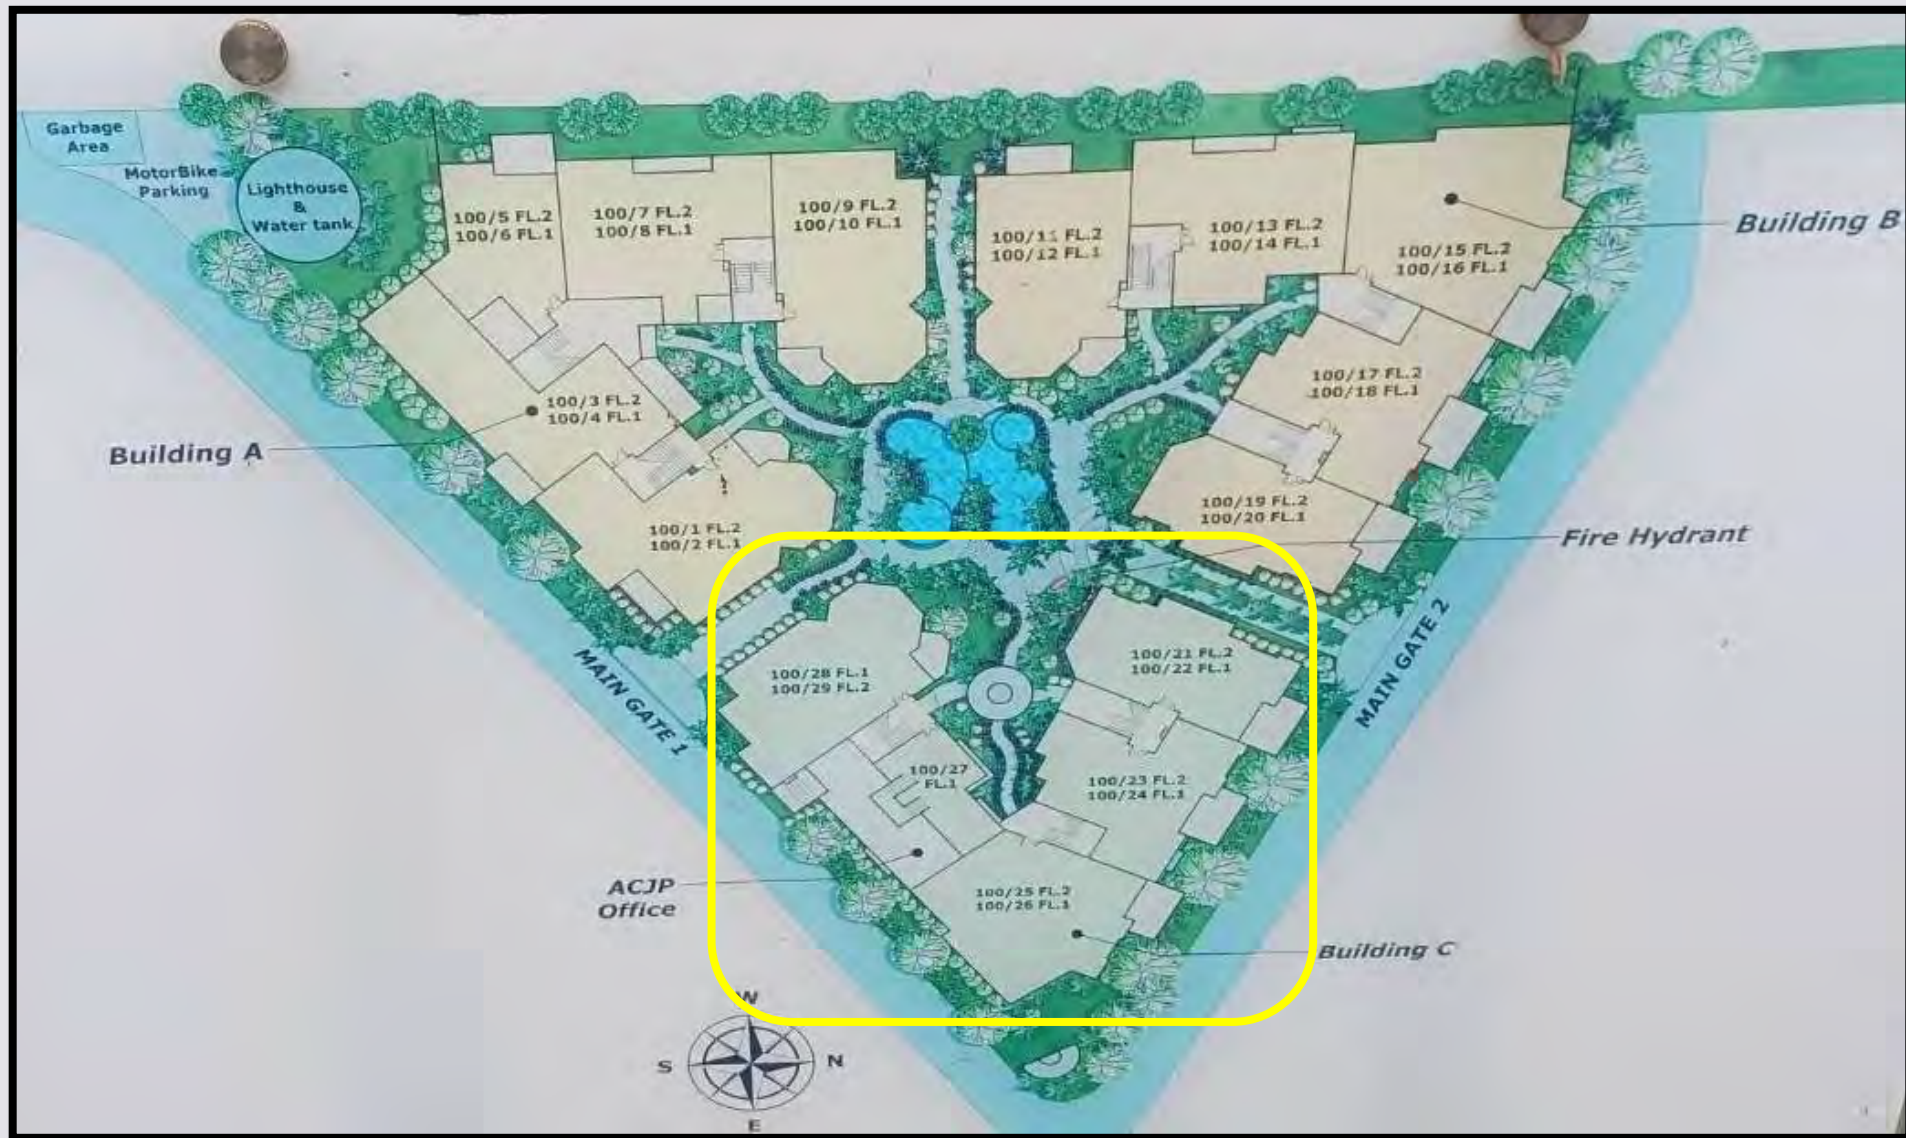 Garbage
Area
MotorBike
Parking
Lighthouse
&
Water tank
100/5 FL.2
100/6 FL.1
100/7 FL.2
100/8 FL.1
100/9 FL.2
100/10 FL.1
100/11 FL.2
100/12 FL.1
100/13 FL.2
100/14 FL.1
100/15 FL.2
100/16 FL.1
Building B
100/3 FL.2
100/4 FL.1
Building A
100/17 FL.2
100/18 FL.1
100/1 FL.2
100/2 FL.1
100/19 FL.2
100/20 FL.1
Fire Hydrant
MAIN GATE 1
100/28 FL.1
100/29 FL.2
100/21 FL.2
100/22 FL.1
MAIN GATE 2
100/27
FL.1
100/23 FL.2
100/24 FL.1
ACJP
Office
100/25 FL.2
100/26 FL.1
Building C
W
S
N
E